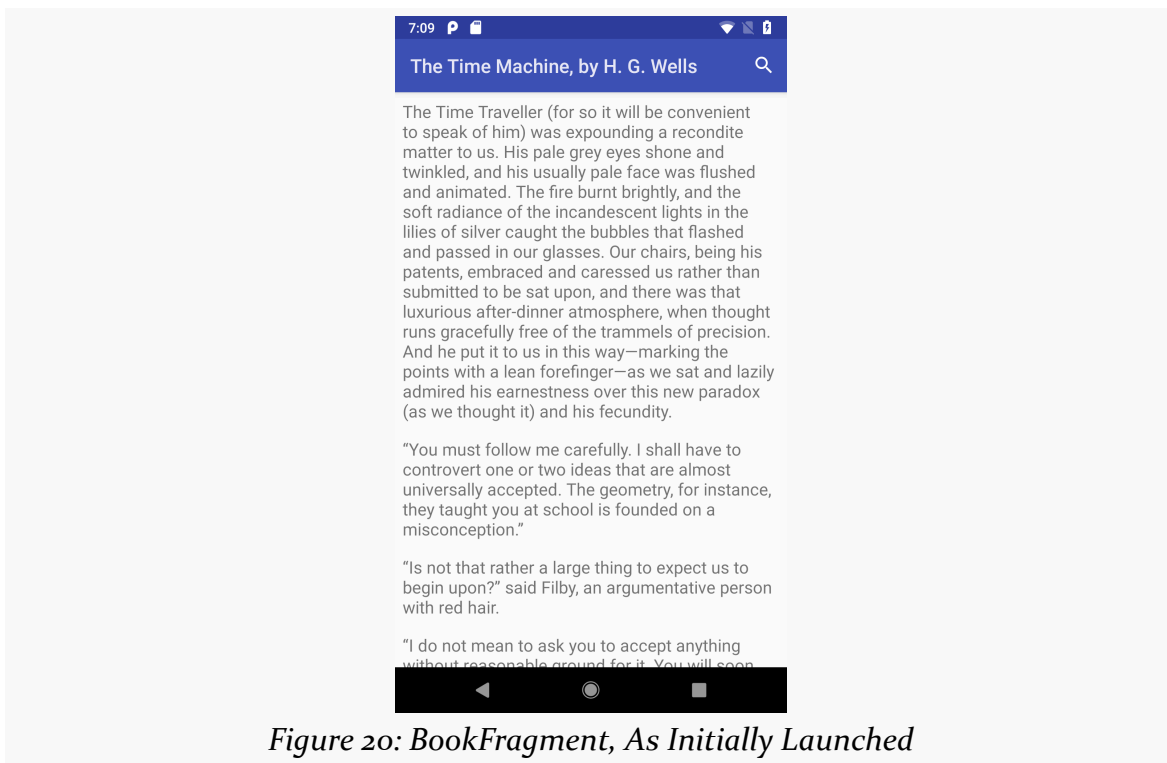 7:09
The Time Machine, by H. G. Wells
The Time Traveller (for so it will be convenient
to speak of him) was expounding a recondite
matter to us. His pale grey eyes shone and
twinkled, and his usually pale face was flushed
and animated. The fire burnt brightly, and the
soft radiance of the incandescent lights in the
lilies of silver caught the bubbles that flashed
and passed in our glasses. Our chairs, being his
patents, embraced and caressed us rather than
submitted to be sat upon, and there was that
luxurious after-dinner atmosphere, when thought
runs gracefully free of the trammels of precision.
And he put it to us in this way—marking the
points with a lean forefinger—as we sat and lazily
admired his earnestness over this new paradox
(as we thought it) and his fecundity.
“You must follow me carefully. I shall have to
controvert one or two ideas that are almost
universally accepted. The geometry, for instance,
they taught you at school is founded on a
misconception.”
“Is not that rather a large thing to expect us to
begin upon?” said Filby, an argumentative person
with red hair.
“I do not mean to ask you to accept anything
without reasonable ground for it. You will soon
Figure 20: BookFragment, As Initially Launched